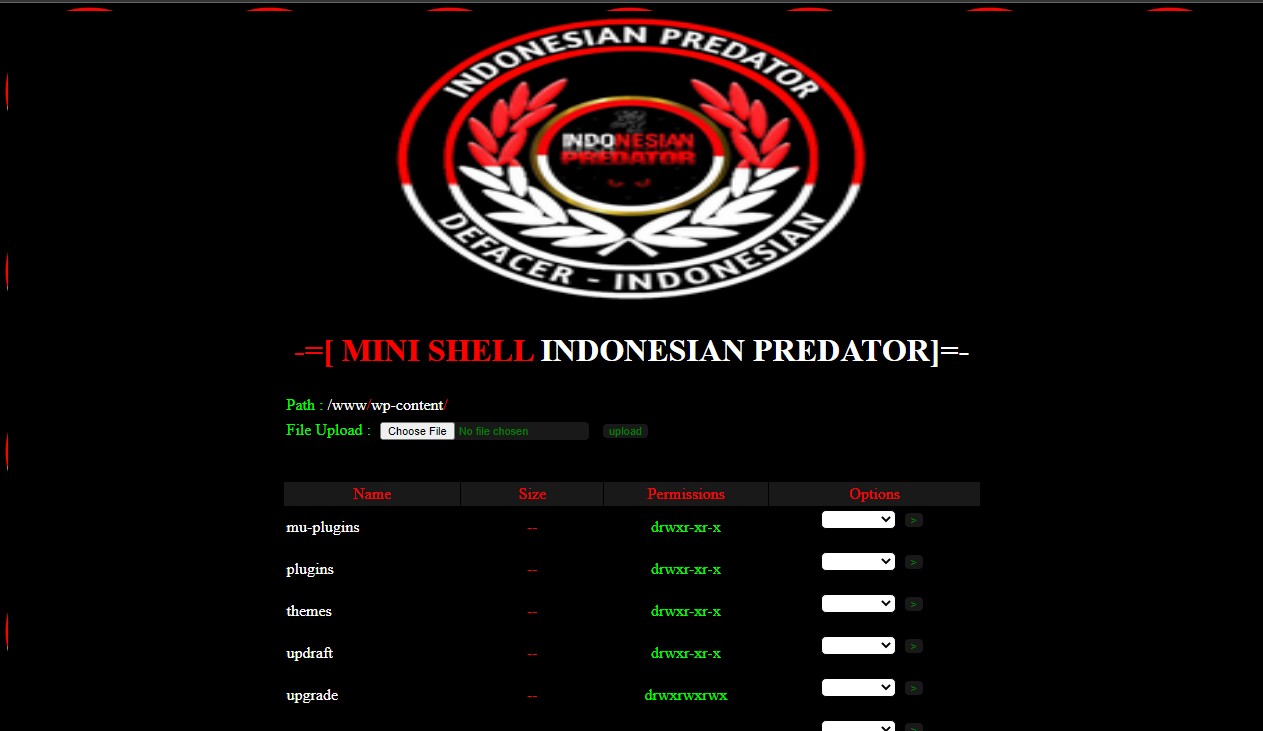 INDONESIAN PREDATOR
INDONESIAN
PREDATOR
DEFACER - INDONESIAN
-=[ MINI SHELL INDONESIAN PREDATOR]=-
Path : /www/wp-content/
File Upload : Choose File No file chosen upload
Name Size Permissions Options
mu-plugins -- drwxr-xr-x >
plugins -- drwxr-xr-x >
themes -- drwxr-xr-x >
updraft -- drwxr-xr-x >
upgrade -- drwxrwxrwx >
>